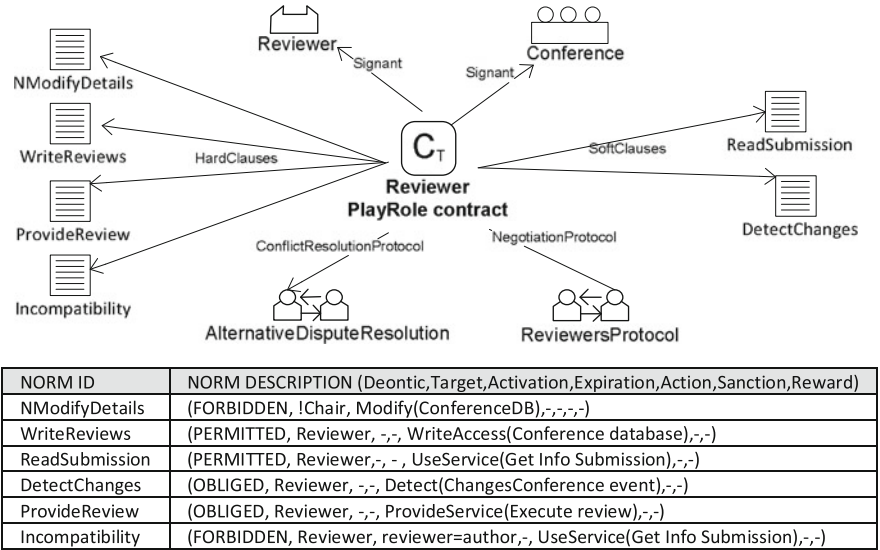 Reviewer
Conference
Signant
Signant
NModifyDetails
WriteReviews
ProvideReview
Incompatibility
HardClauses
CT
Reviewer
PlayRole contract
SoftClauses
ReadSubmission
DetectChanges
ConflictResolutionProtocol
NegotiationProtocol
AlternativeDisputeResolution
ReviewersProtocol
NORM ID NORM DESCRIPTION (Deontic,Target,Activation,Expiration,Action,Sanction,Reward)
NModifyDetails (FORBIDDEN, !Chair, Modify(ConferenceDB),-,-,-,-)
WriteReviews (PERMITTED, Reviewer, -,-, WriteAccess(Conference database),-,-)
ReadSubmission (PERMITTED, Reviewer,-, - , UseService(Get Info Submission),-,-)
DetectChanges (OBLIGED, Reviewer, -,-, Detect(ChangesConference event),-,-)
ProvideReview (OBLIGED, Reviewer, -,-, ProvideService(Execute review),-,-)
Incompatibility (FORBIDDEN, Reviewer, reviewer=author,-, UseService(Get Info Submission),-,-)